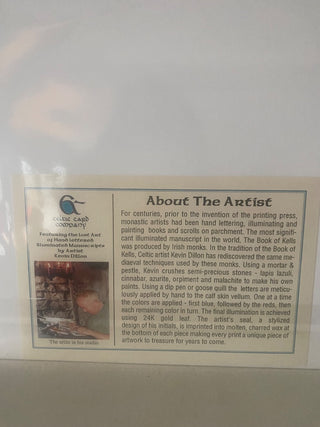 CELTIC CARD
COMPANY
Featuring the Lost Art
of Hand Lettered
Illuminated Manuscripts
by Artist
Kevin Dillon
The artist in his studio
About The Artist
For centuries, prior to the invention of the printing press,
monastic artists had been hand lettering, illuminating and
painting books and scrolls on parchment. The most signifi-
cant illuminated manuscript in the world, The Book of Kells
was produced by Irish monks. In the tradition of the Book of
Kells, Celtic artist Kevin Dillon has rediscovered the same me-
diaeval techniques used by these monks. Using a mortar &
pestle, Kevin crushes semi-precious stones - lapis lazuli,
cinnabar, azurite, orpiment and malachite to make his own
paints. Using a dip pen or goose quill the letters are meticu-
lously applied by hand to the calf skin vellum. One at a time
the colors are applied - first blue, followed by the reds, then
each remaining color in turn. The final illumination is achieved
using 24K gold leaf. The artist's seal, a stylized
design of his initials, is imprinted into molten, charred wax at
the bottom of each piece making every print a unique piece of
artwork to treasure for years to come.